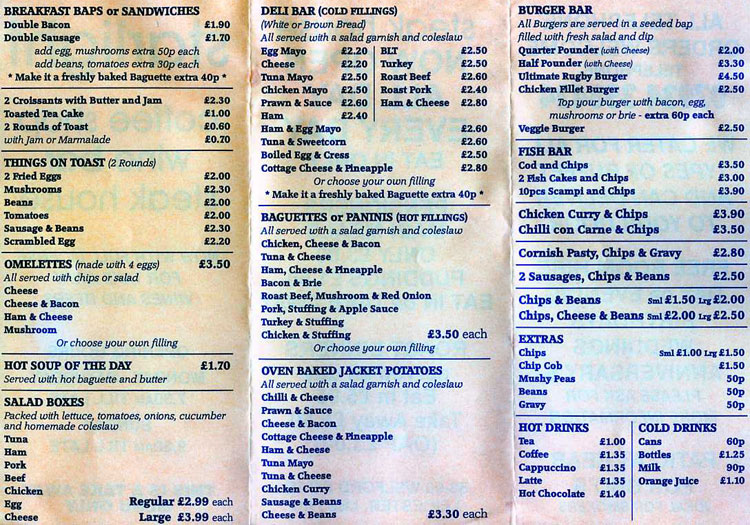 BREAKFAST BAPS or SANDWICHES
Double Bacon £1.90
Double Sausage £1.70
add egg, mushrooms extra 50p each
add beans, tomatoes extra 30p each
* Make it a freshly baked Baguette extra 40p *
2 Croissants with Butter and Jam £2.30
Toasted Tea Cake £1.00
2 Rounds of Toast £0.60
with Jam or Marmalade £0.70
THINGS ON TOAST (2 Rounds)
2 Fried Eggs £2.00
Mushrooms £2.30
Beans £2.00
Tomatoes £2.00
Sausage & Beans £2.30
Scrambled Egg £2.20
OMELETTES (made with 4 eggs) £3.50
All served with chips or salad
Cheese
Cheese & Bacon
Ham & Cheese
Mushroom
Or choose your own filling
HOT SOUP OF THE DAY £1.70
Served with hot baguette and butter
SALAD BOXES
Packed with lettuce, tomatoes, onions, cucumber
and homemade coleslaw
Tuna
Ham
Pork
Beef
Chicken
Egg Regular £2.99 each
Cheese Large £3.99 each
DELI BAR (COLD FILLINGS)
(White or Brown Bread)
All served with a salad garnish and coleslaw
Egg Mayo £2.20 BLT £2.50
Cheese £2.20 Turkey £2.50
Tuna Mayo £2.50 Roast Beef £2.60
Chicken Mayo £2.50 Roast Pork £2.40
Prawn & Sauce £2.60 Ham & Cheese £2.80
Ham £2.40
Ham & Egg Mayo £2.60
Tuna & Sweetcorn £2.60
Boiled Egg & Cress £2.50
Cottage Cheese & Pineapple £2.80
Or choose your own filling
* Make it a freshly baked Baguette extra 40p *
BAGUETTES or PANINIS (HOT FILLINGS)
All served with a salad garnish and coleslaw
Chicken, Cheese & Bacon
Tuna & Cheese
Ham, Cheese & Pineapple
Bacon & Brie
Roast Beef, Mushroom & Red Onion
Pork, Stuffing & Apple Sauce
Turkey & Stuffing
Chicken & Stuffing £3.50 each
Or choose your own filling
OVEN BAKED JACKET POTATOES
All served with a salad garnish and coleslaw
Chilli & Cheese
Prawn & Sauce
Cheese & Bacon
Cottage Cheese & Pineapple
Ham & Cheese
Tuna Mayo
Tuna & Cheese
Chicken Curry
Sausage & Beans
Cheese & Beans £3.30 each
BURGER BAR
All Burgers are served in a seeded bap
filled with fresh salad and dip
Quarter Pounder (with Cheese) £2.00
Half Pounder (with Cheese) £3.30
Ultimate Rugby Burger £4.50
Chicken Fillet Burger £2.50
Top your burger with bacon, egg,
mushrooms or brie - extra 60p each
Veggie Burger £2.50
FISH BAR
Cod and Chips £3.50
2 Fish Cakes and Chips £3.00
10pcs Scampi and Chips £3.90
Chicken Curry & Chips £3.90
Chilli con Carne & Chips £3.50
Cornish Pasty, Chips & Gravy £2.80
2 Sausages, Chips & Beans £2.50
Chips & Beans Sml £1.50 Lrg £2.00
Chips, Cheese & Beans Sml £2.00 Lrg £2.50
EXTRAS
Chips Sml £1.00 Lrg £1.50
Chip Cob £1.50
Mushy Peas 50p
Beans 50p
Gravy 50p
HOT DRINKS
Tea £1.00
Coffee £1.35
Cappuccino £1.35
Latte £1.35
Hot Chocolate £1.40
COLD DRINKS
Cans 60p
Bottles £1.25
Milk 90p
Orange Juice £1.10